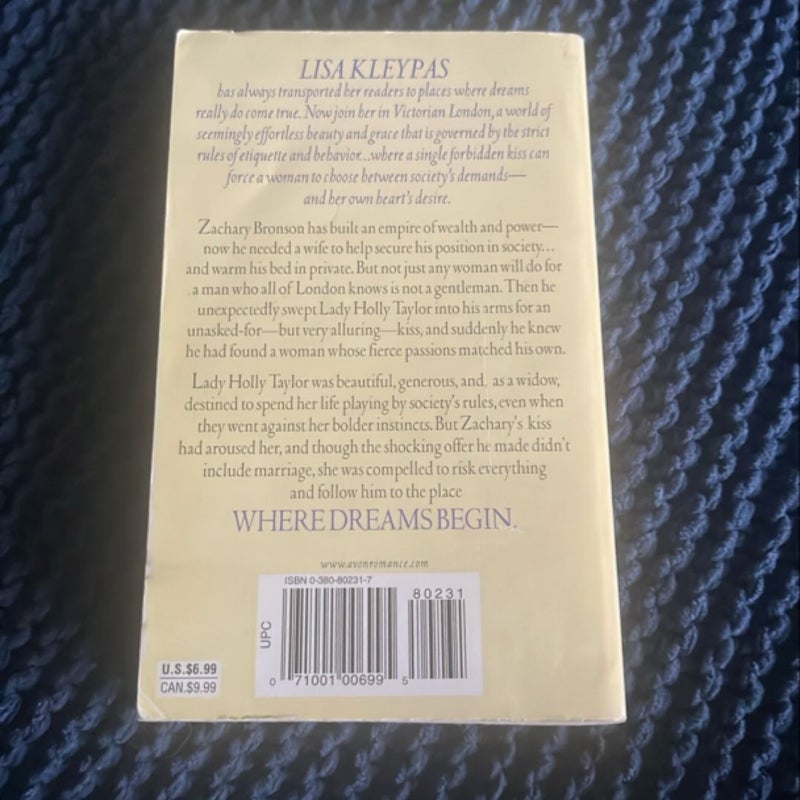 LISA KLEYPAS
has always transported her readers to places where dreams
really do come true. Now join her in Victorian London, a world of
seemingly effortless beauty and grace that is governed by the strict
rules of etiquette and behavior...where a single forbidden kiss can
force a woman to choose between society's demands—
and her own heart's desire.
Zachary Bronson has built an empire of wealth and power—
now he needed a wife to help secure his position in society...
and warm his bed in private. But not just any woman will do for
a man who all of London knows is not a gentleman. Then he
unexpectedly swept Lady Holly Taylor into his arms for an
unasked-for—but very alluring—kiss, and suddenly he knew
he had found a woman whose fierce passions matched his own.
Lady Holly Taylor was beautiful, generous, and, as a widow,
destined to spend her life playing by society's rules, even when
they went against her bolder instincts. But Zachary's kiss
had aroused her, and though the shocking offer he made didn't
include marriage, she was compelled to risk everything
and follow him to the place
WHERE DREAMS BEGIN.
www.avonromance.com
ISBN 0-380-80231-7
80231
UPC
0 71001 00699 5
U.S.$6.99
CAN.$9.99